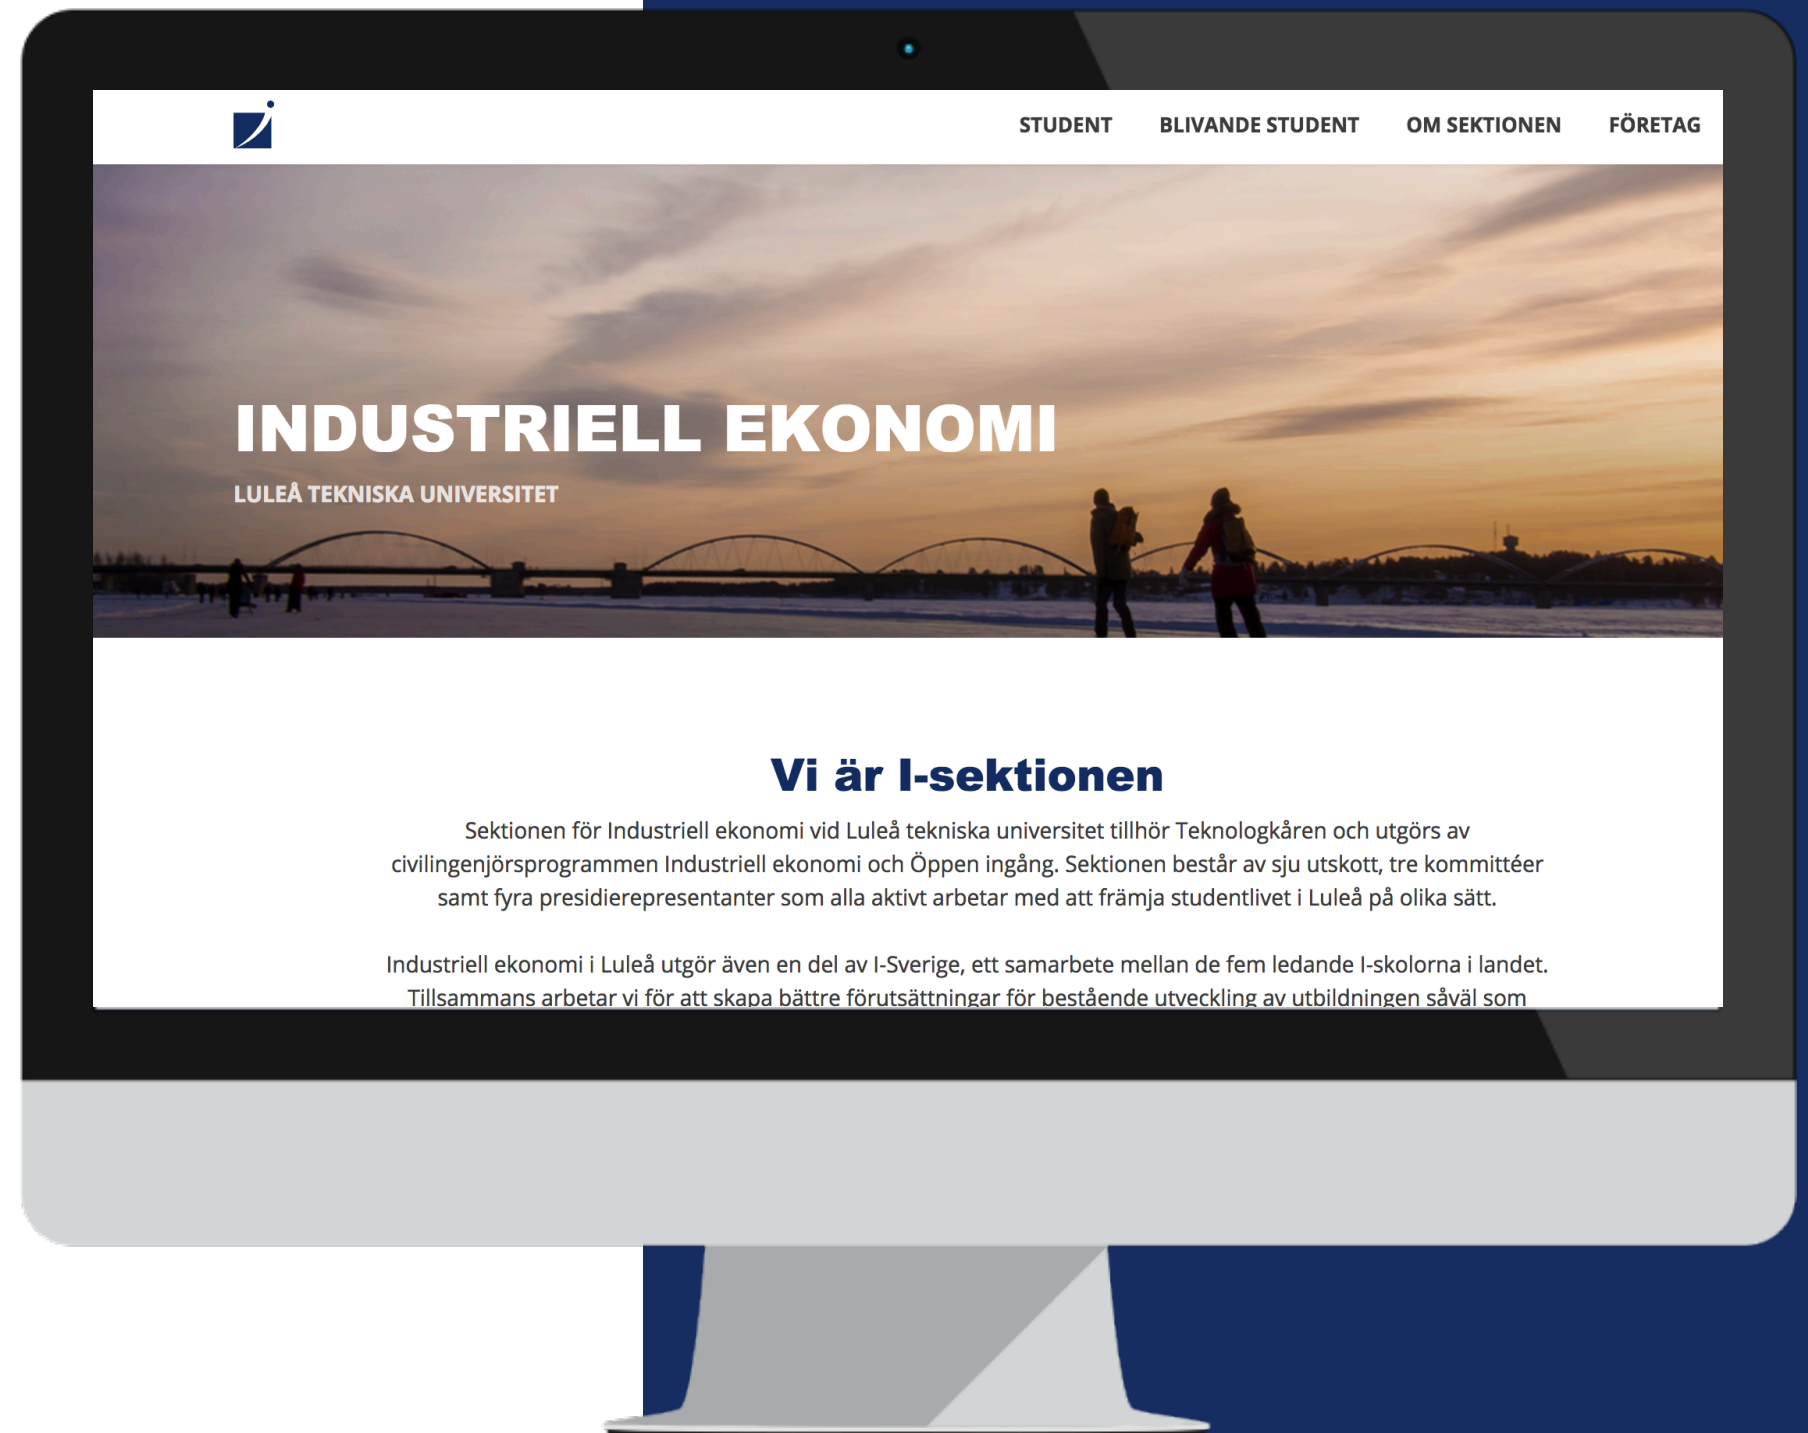 STUDENT BLIVANDE STUDENT OM SEKTIONEN FÖRETAG
INDUSTRIELL EKONOMI
LULEÅ TEKNISKA UNIVERSITET
Vi är I-sektionen
Sektionen för Industriell ekonomi vid Luleå tekniska universitet tillhör Teknologkåren och utgörs av
civilingenjörsprogrammen Industriell ekonomi och Öppen ingång. Sektionen består av sju utskott, tre kommittéer
samt fyra presidierepresentanter som alla aktivt arbetar med att främja studentlivet i Luleå på olika sätt.
Industriell ekonomi i Luleå utgör även en del av I-Sverige, ett samarbete mellan de fem ledande I-skolorna i landet.
Tillsammans arbetar vi för att skapa bättre förutsättningar för bestående utveckling av utbildningen såväl som